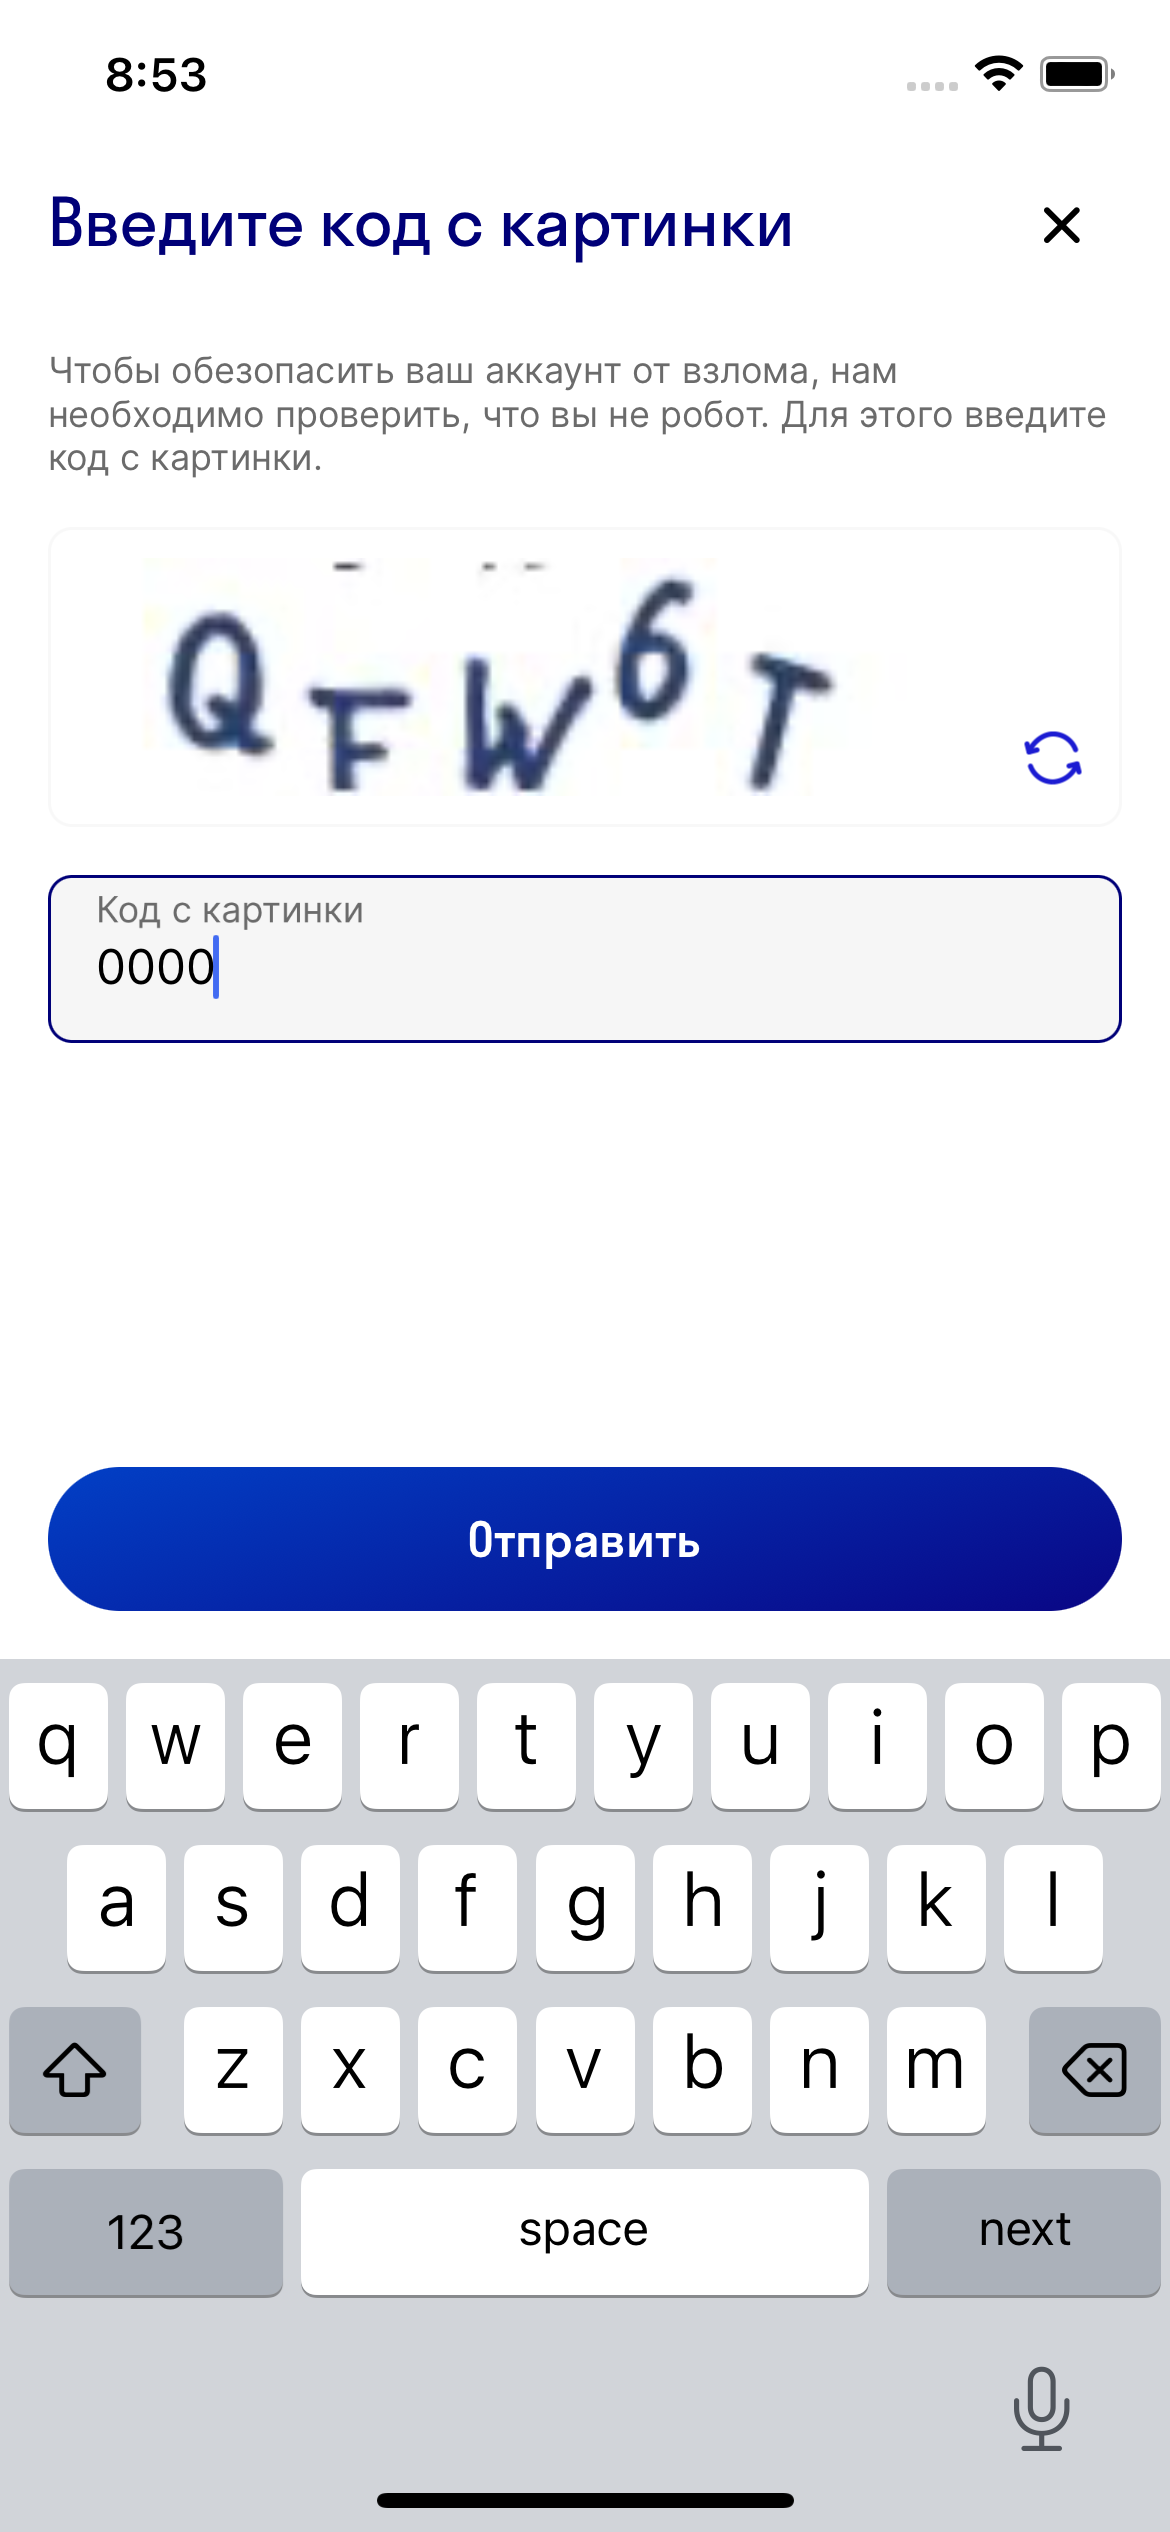 8:53
Введите код с картинки
Чтобы обезопасить ваш аккаунт от взлома, нам
необходимо проверить, что вы не робот. Для этого введите
код с картинки.
QFW6T
Код с картинки
0000
Отправить
q w e r t y u i o p
a s d f g h j k l
z x c v b n m
123 space next